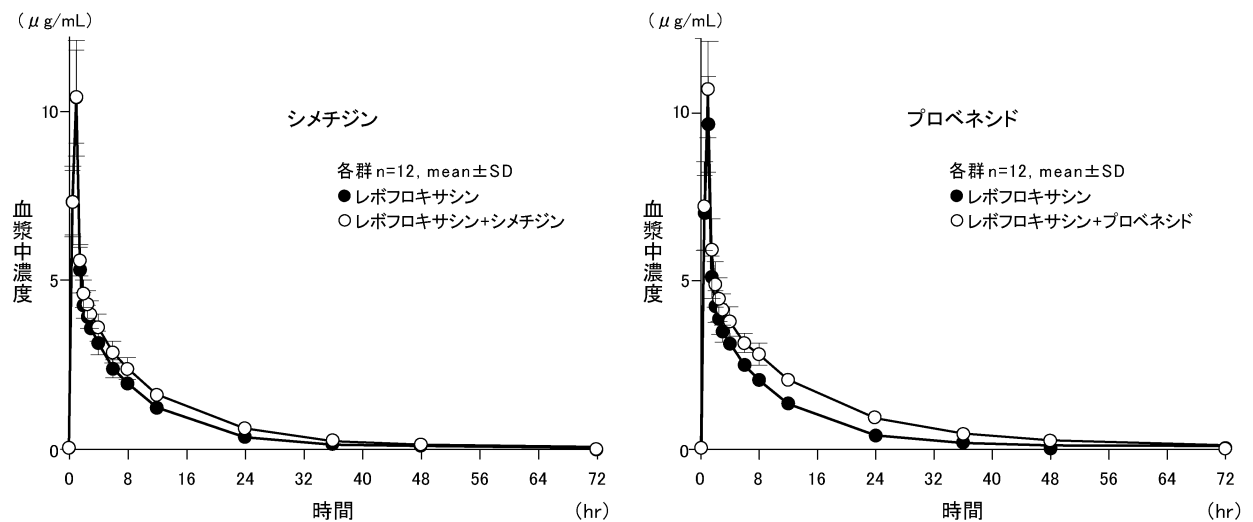 (μg/mL)
10
5
0
血漿中濃度
シメチジン
各群n=12, mean±SD
●レボフロキサシン
○レボフロキサシン+シメチジン
0 8 16 24 32 40 48 56 64 72
時間
(hr)
(μg/mL)
10
5
0
血漿中濃度
プロベネシド
各群n=12, mean±SD
●レボフロキサシン
○レボフロキサシン+プロベネシド
0 8 16 24 32 40 48 56 64 72
時間
(hr)